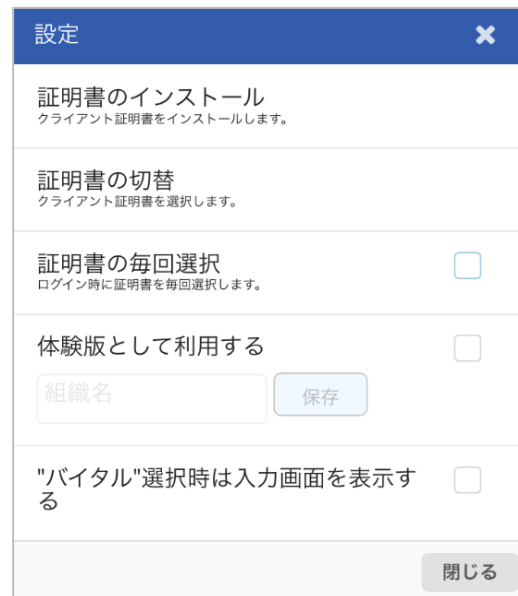 設定
証明書のインストール
クライアント証明書をインストールします。
証明書の切替
クライアント証明書を選択します。
証明書の毎回選択
ログイン時に証明書を毎回選択します。
体験版として利用する
組織名
保存
"バイタル"選択時は入力画面を表示す
る
閉じる